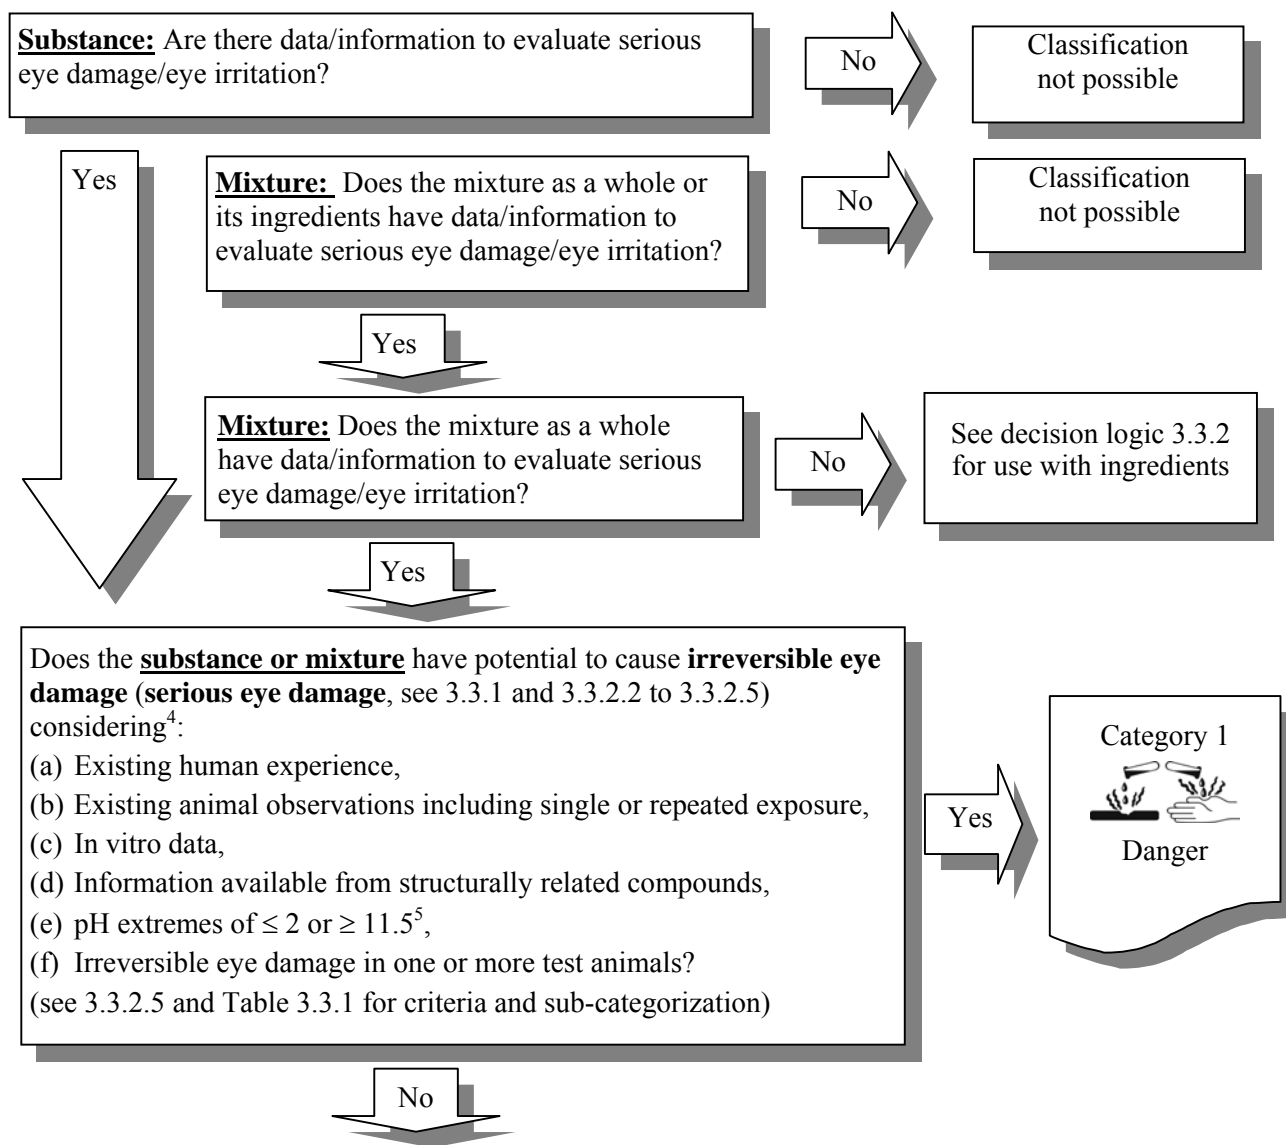 Substance: Are there data/information to evaluate serious
eye damage/eye irritation?
No
Classification
not possible
Yes
Mixture: Does the mixture as a whole or
its ingredients have data/information to
evaluate serious eye damage/eye irritation?
No
Classification
not possible
Yes
Mixture: Does the mixture as a whole
have data/information to evaluate serious
eye damage/eye irritation?
No
See decision logic 3.3.2
for use with ingredients
Yes
Does the substance or mixture have potential to cause irreversible eye
damage (serious eye damage, see 3.3.1 and 3.3.2.2 to 3.3.2.5)
considering⁴:
(a) Existing human experience,
(b) Existing animal observations including single or repeated exposure,
(c) In vitro data,
(d) Information available from structurally related compounds,
(e) pH extremes of ≤ 2 or ≥ 11.5⁵,
(f) Irreversible eye damage in one or more test animals?
(see 3.3.2.5 and Table 3.3.1 for criteria and sub-categorization)
Yes
Category 1
Danger
No